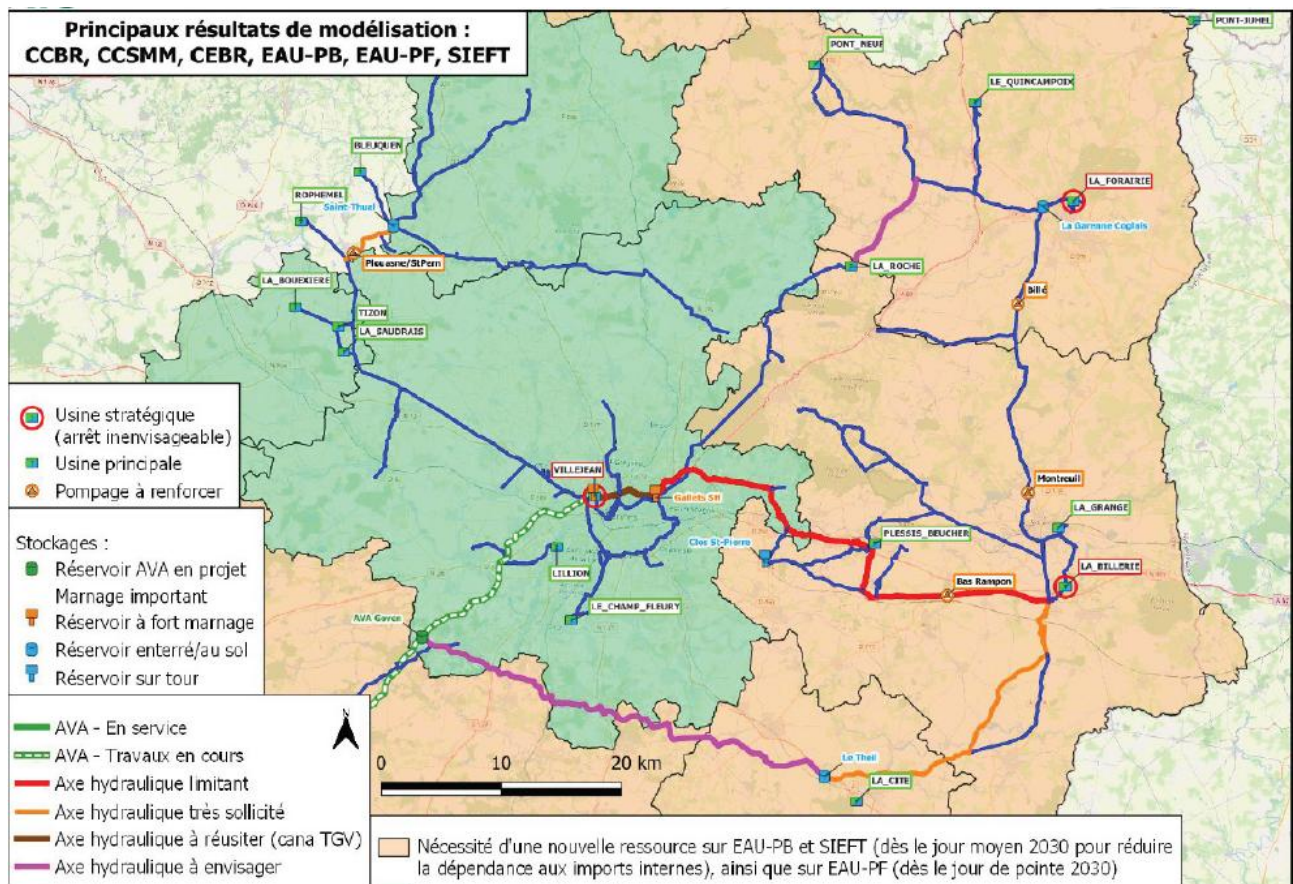 Principaux résultats de modélisation :
CCBR, CCSMM, CEBR, EAU-PB, EAU-PF, SIEFT
PONT-JUHEL
PONT_NEUF
LE_QUINCAMPOIX
BLEUQUEN
ROPHEMEL
Saint-Thual
LA_FORAIRIE
La Garenne Coglais
Plouasne/StPern
LA_ROCHE
LA_BOUEXIERE
Billé
TIZON
LA_SAUDRAIS
VILLEJEAN
Gallets SH
Montreuil
LA_GRANGE
PLESSIS_BEUCHER
Clos St-Pierre
LILLION
Bas Rampon
LA_BILLERIE
LE_CHAMP_FLEURY
AVA Goven
Le Theil
LA_CITE
Usine stratégique
(arrêt inenvisageable)
Usine principale
Pompage à renforcer
Stockages :
Réservoir AVA en projet
Marnage important
Réservoir à fort marnage
Réservoir enterré/au sol
Réservoir sur tour
AVA - En service
AVA - Travaux en cours
Axe hydraulique limitant
Axe hydraulique très sollicité
Axe hydraulique à réusiter (cana TGV)
Axe hydraulique à envisager
N
0 10 20 km
Nécessité d'une nouvelle ressource sur EAU-PB et SIEFT (dès le jour moyen 2030 pour réduire
la dépendance aux imports internes), ainsi que sur EAU-PF (dès le jour de pointe 2030)